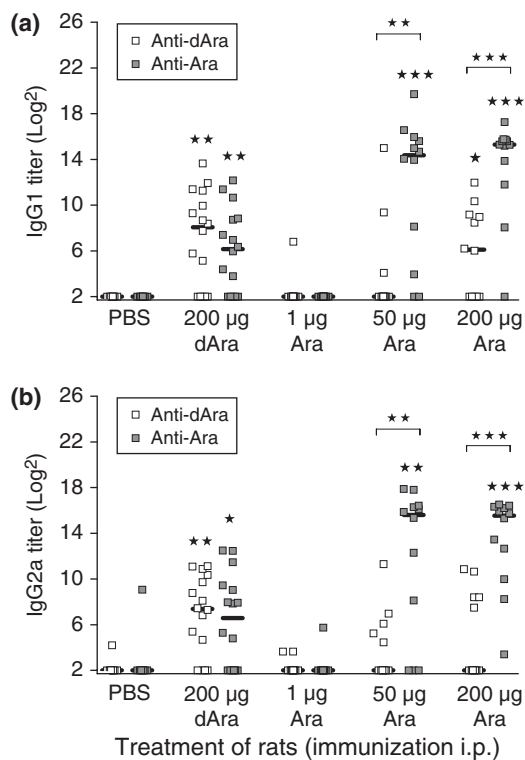 (a)
26
22
18
14
10
6
2
IgG1 titer (Log²)
Anti-dAra
Anti-Ara
★★
★★
★★
★★★
★★★
★
★★★
PBS
200 µg dAra
1 µg Ara
50 µg Ara
200 µg Ara
(b)
26
22
18
14
10
6
2
IgG2a titer (Log²)
Anti-dAra
Anti-Ara
★★
★
★★
★★
★★★
★★★
PBS
200 µg dAra
1 µg Ara
50 µg Ara
200 µg Ara
Treatment of rats (immunization i.p.)